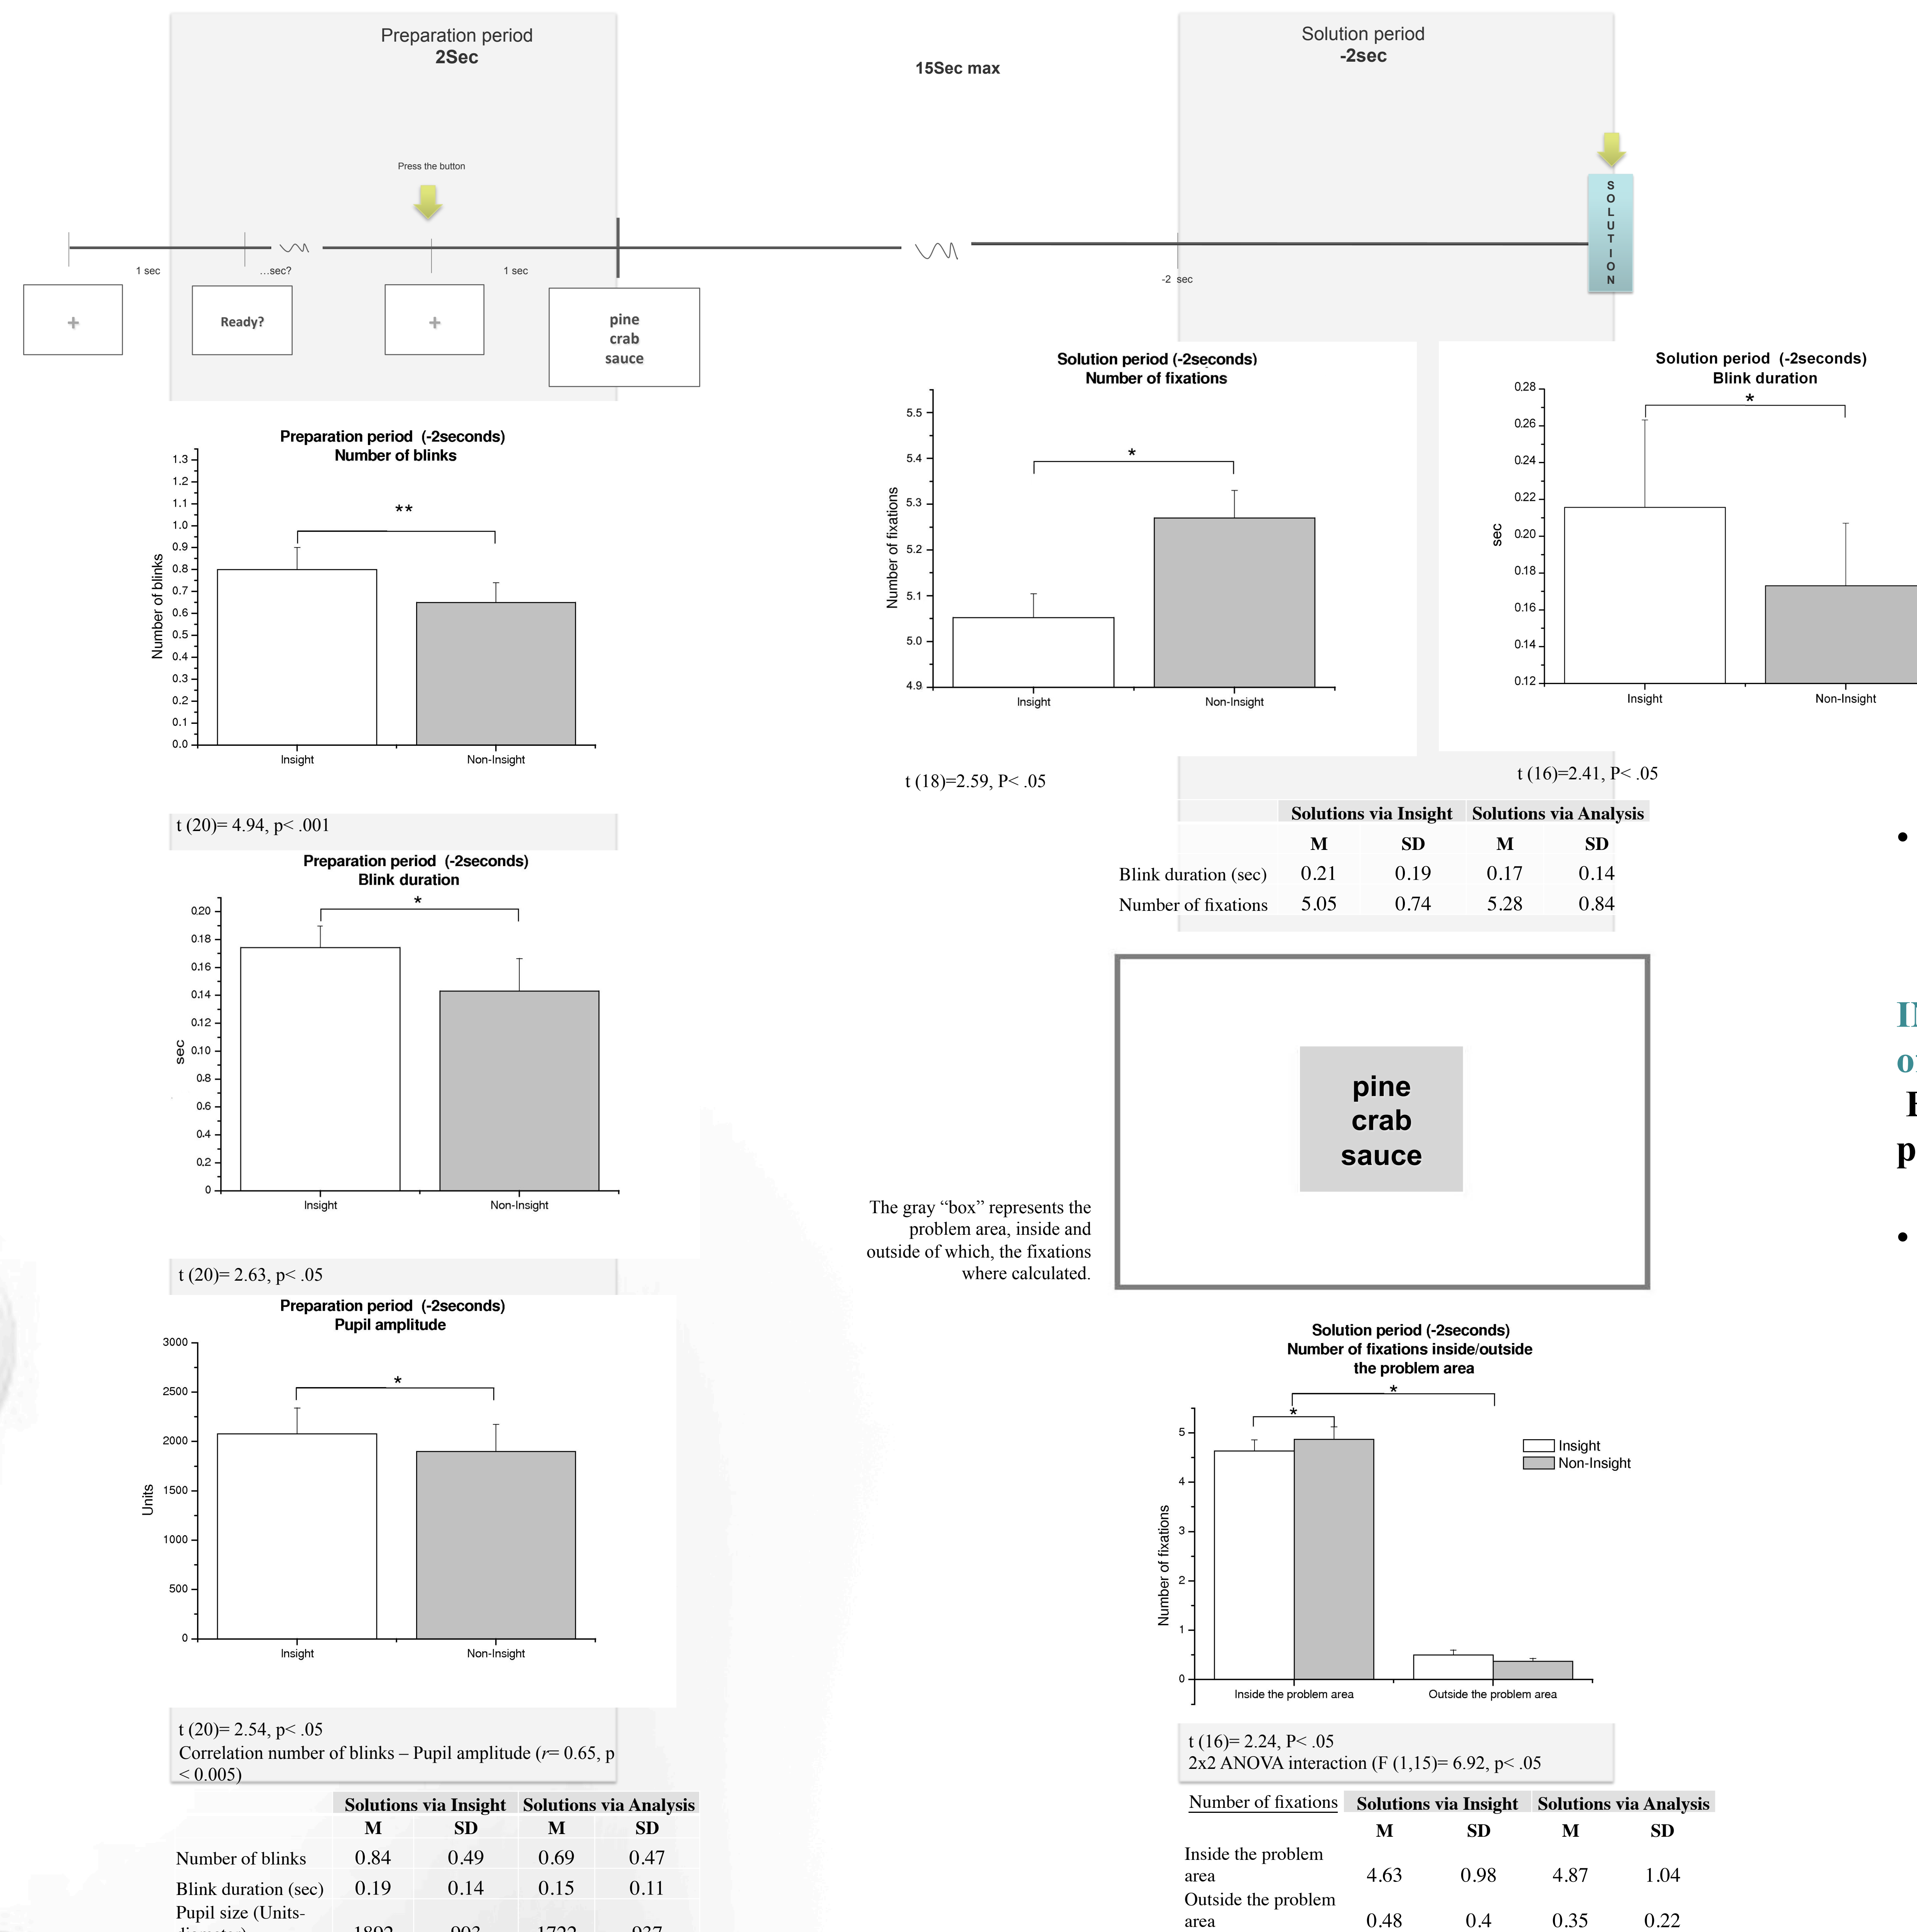 Preparation period
2Sec
15Sec max
Solution period
-2sec
Press the button
S
O
L
U
T
I
O
N
1 sec
...sec?
1 sec
-2 sec
+
Ready?
+
pine
crab
sauce
Preparation period (-2seconds)
Number of blinks
1.3
1.2
1.1
1.0
0.9
0.8
0.7
0.6
0.5
0.4
0.3
0.2
0.1
0.0
Number of blinks
**
Insight
Non-Insight
t (20)= 4.94, p< .001
Preparation period (-2seconds)
Blink duration
0.20
0.18
0.16
0.14
0.12
0.10
0.8
0.6
0.4
0.2
0
sec
*
Insight
Non-Insight
t (20)= 2.63, p< .05
Preparation period (-2seconds)
Pupil amplitude
3000
2500
2000
1500
1000
500
0
Units
*
Insight
Non-Insight
t (20)= 2.54, p< .05
Correlation number of blinks – Pupil amplitude (r= 0.65, p
< 0.005)
Solutions via Insight Solutions via Analysis
M SD M SD
Number of blinks 0.84 0.49 0.69 0.47
Blink duration (sec) 0.19 0.14 0.15 0.11
Pupil size (Units-
Solution period (-2seconds)
Number of fixations
5.5
5.4
5.3
5.2
5.1
5.0
4.9
Number of fixations
*
Insight
Non-Insight
t (18)=2.59, P< .05
Solution period (-2seconds)
Blink duration
0.28
0.26
0.24
0.22
0.20
0.18
0.16
0.14
0.12
sec
*
Insight
Non-Insight
t (16)=2.41, P< .05
Solutions via Insight Solutions via Analysis
M SD M SD
Blink duration (sec) 0.21 0.19 0.17 0.14
Number of fixations 5.05 0.74 5.28 0.84
pine
crab
sauce
The gray “box” represents the
problem area, inside and
outside of which, the fixations
where calculated.
Solution period (-2seconds)
Number of fixations inside/outside
the problem area
*
*
5
4
3
2
1
0
Number of fixations
Insight
Non-Insight
Inside the problem area
Outside the problem area
t (16)= 2.24, P< .05
2x2 ANOVA interaction (F (1,15)= 6.92, p< .05
Number of fixations Solutions via Insight Solutions via Analysis
M SD M SD
Inside the problem
area 4.63 0.98 4.87 1.04
Outside the problem
area 0.48 0.4 0.35 0.22